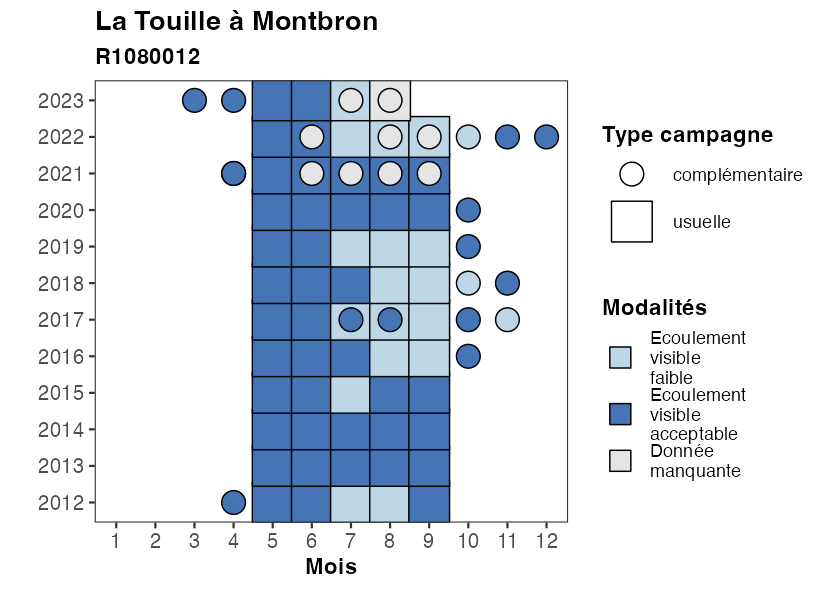 La Touille à Montbron
R1080012
2023
2022
2021
2020
2019
2018
2017
2016
2015
2014
2013
2012
1 2 3 4 5 6 7 8 9 10 11 12
Mois
Type campagne
complémentaire
usuelle
Modalités
Ecoulement
visible
faible
Ecoulement
visible
acceptable
Donnée
manquante